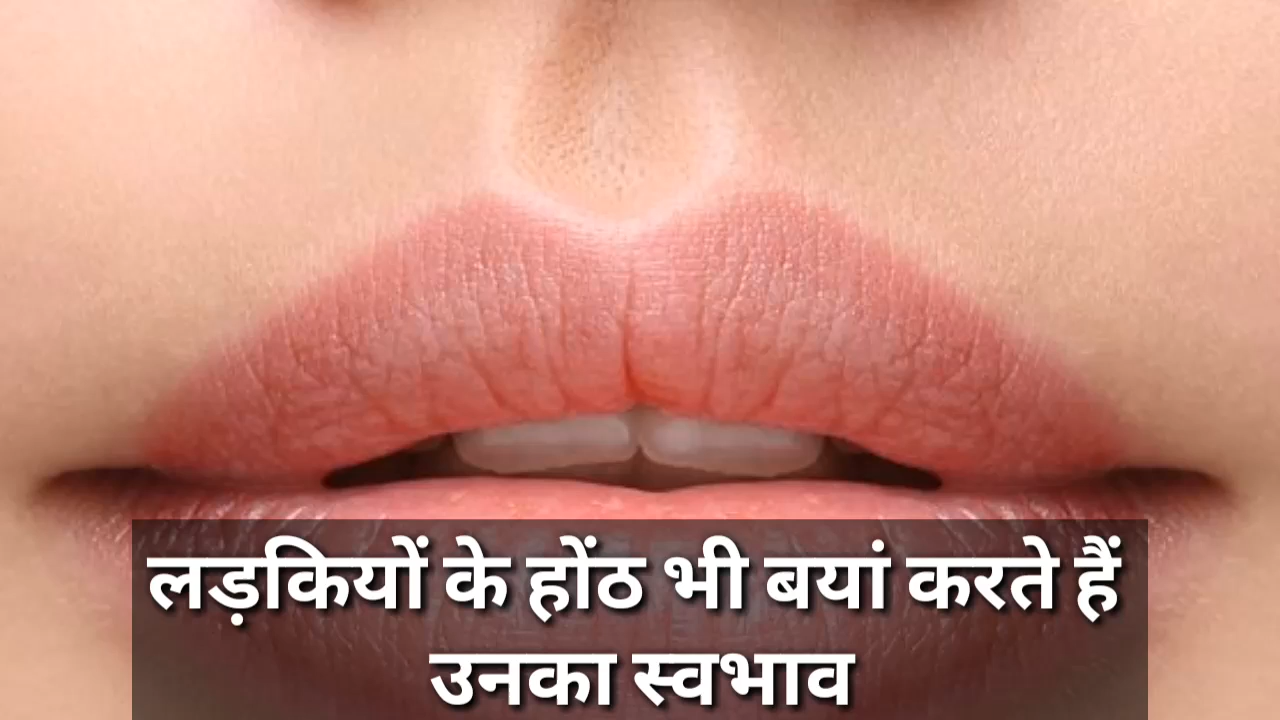 लड़कियों के होंठ भी बयां करते हैं
उनका स्वभाव